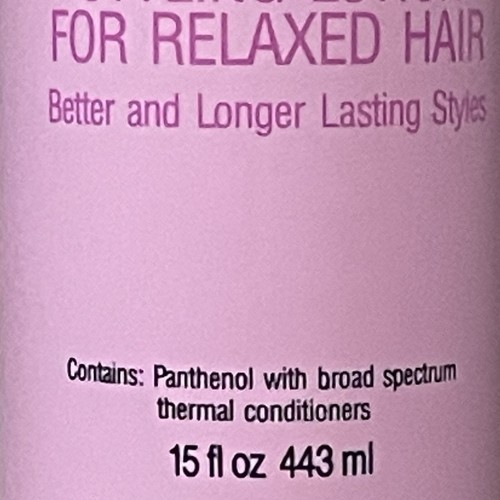 FOR RELAXED HAIR
Better and Longer Lasting Styles
Contains: Panthenol with broad spectrum
thermal conditioners
15 fl oz 443 ml